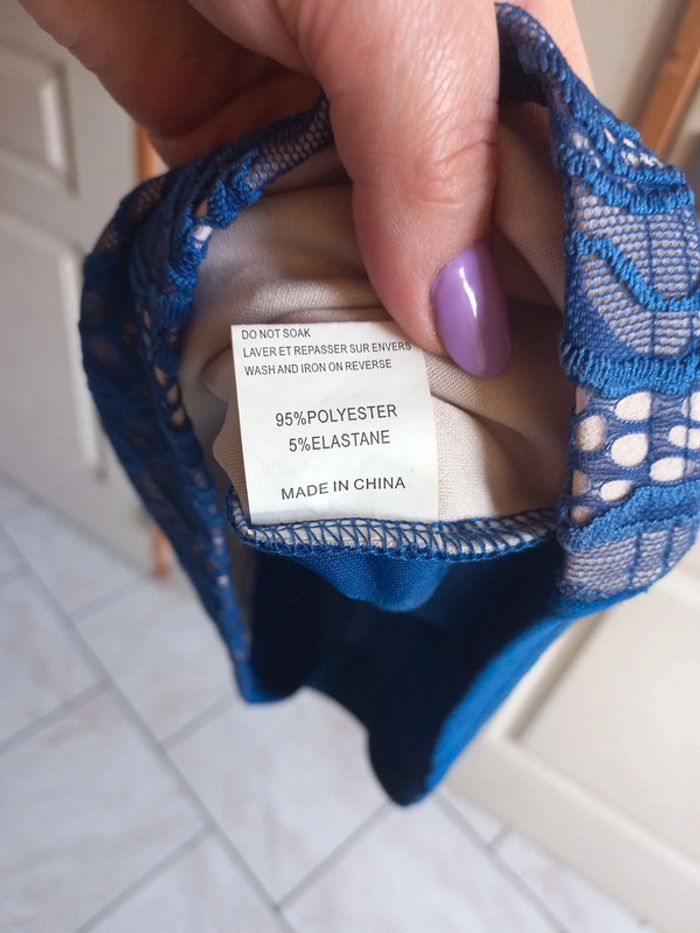 DO NOT SOAK
LAVER ET REPASSER SUR ENVERS
WASH AND IRON ON REVERSE
95%POLYESTER
5%ELASTANE
MADE IN CHINA